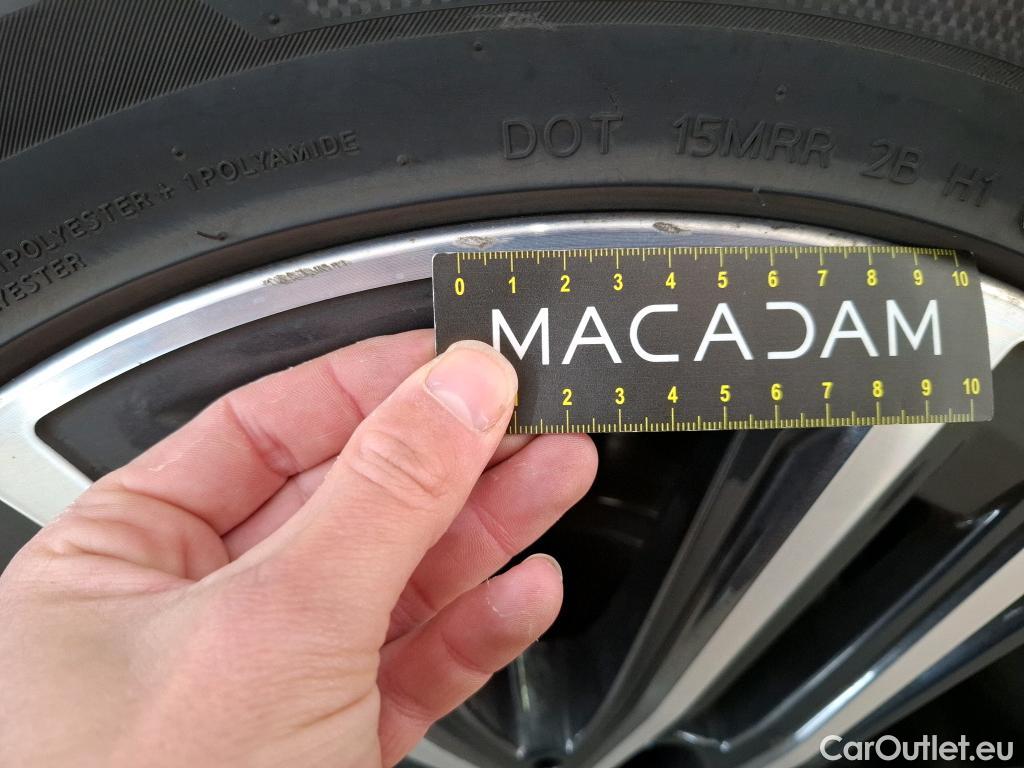 DOT 15MRR 2B H1
1POLYESTER + 1POLYAMIDE
YESTER
0 1 2 3 4 5 6 7 8 9 10
MACADAM
1 2 3 4 5 6 7 8 9 10
CarOutlet.eu